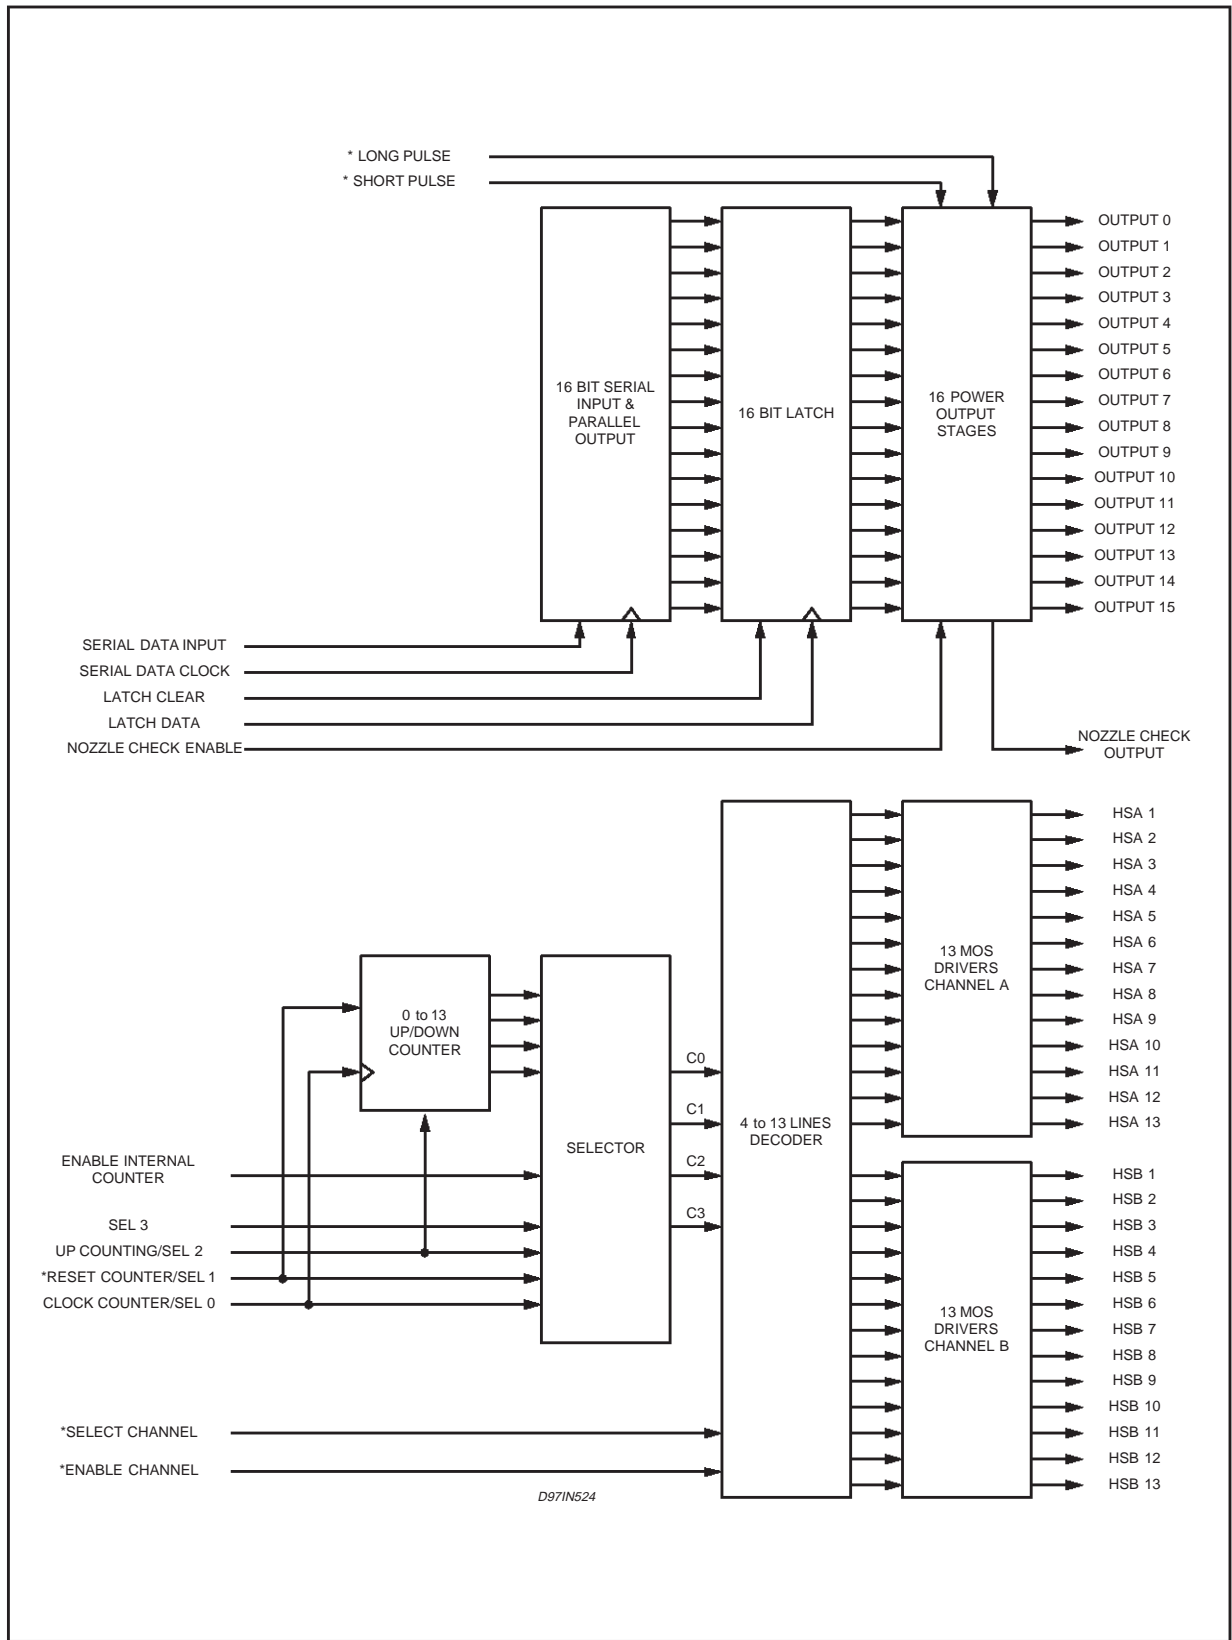 * LONG PULSE
* SHORT PULSE
16 BIT SERIAL
INPUT &
PARALLEL
OUTPUT
16 BIT LATCH
16 POWER
OUTPUT
STAGES
OUTPUT 0
OUTPUT 1
OUTPUT 2
OUTPUT 3
OUTPUT 4
OUTPUT 5
OUTPUT 6
OUTPUT 7
OUTPUT 8
OUTPUT 9
OUTPUT 10
OUTPUT 11
OUTPUT 12
OUTPUT 13
OUTPUT 14
OUTPUT 15
SERIAL DATA INPUT
SERIAL DATA CLOCK
LATCH CLEAR
LATCH DATA
NOZZLE CHECK ENABLE
NOZZLE CHECK
OUTPUT
0 to 13
UP/DOWN
COUNTER
SELECTOR
C0
C1
C2
C3
4 to 13 LINES
DECODER
13 MOS
DRIVERS
CHANNEL A
HSA 1
HSA 2
HSA 3
HSA 4
HSA 5
HSA 6
HSA 7
HSA 8
HSA 9
HSA 10
HSA 11
HSA 12
HSA 13
ENABLE INTERNAL
COUNTER
SEL 3
UP COUNTING/SEL 2
*RESET COUNTER/SEL 1
CLOCK COUNTER/SEL 0
13 MOS
DRIVERS
CHANNEL B
HSB 1
HSB 2
HSB 3
HSB 4
HSB 5
HSB 6
HSB 7
HSB 8
HSB 9
HSB 10
HSB 11
HSB 12
HSB 13
*SELECT CHANNEL
*ENABLE CHANNEL
D97IN524